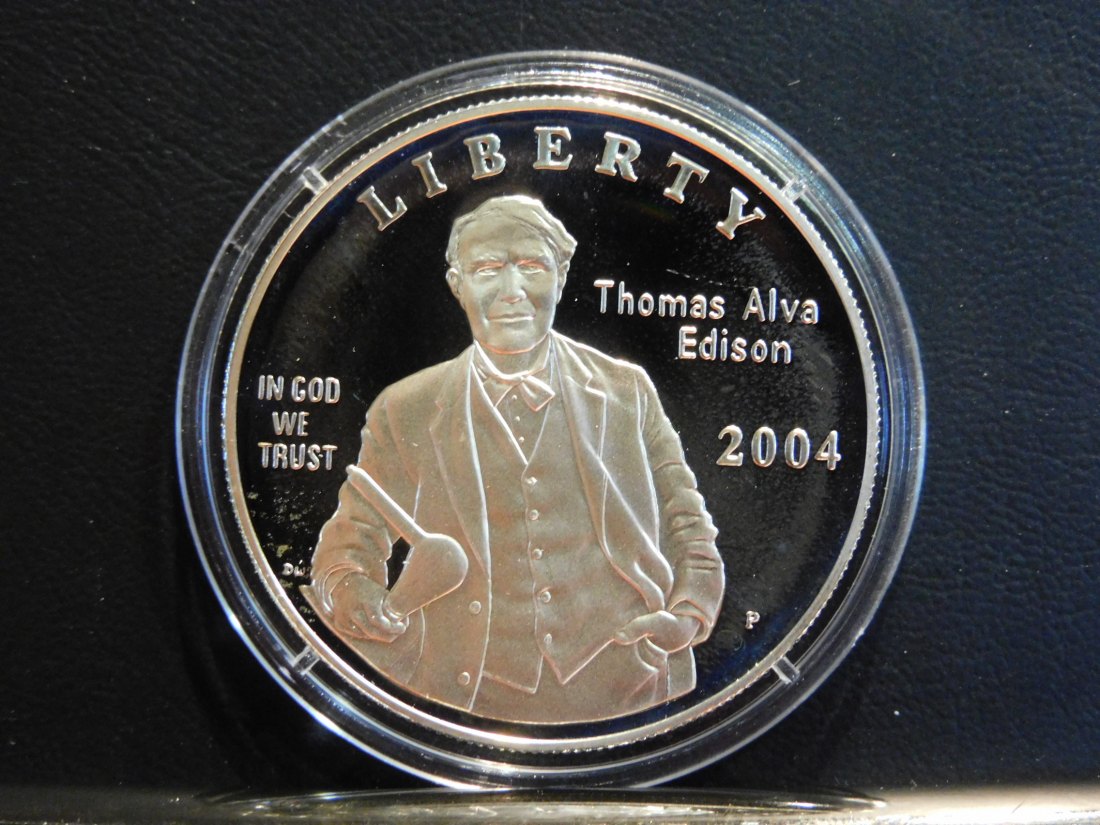 LIBERTY
Thomas Alva
Edison
IN GOD
WE
TRUST
2004
P